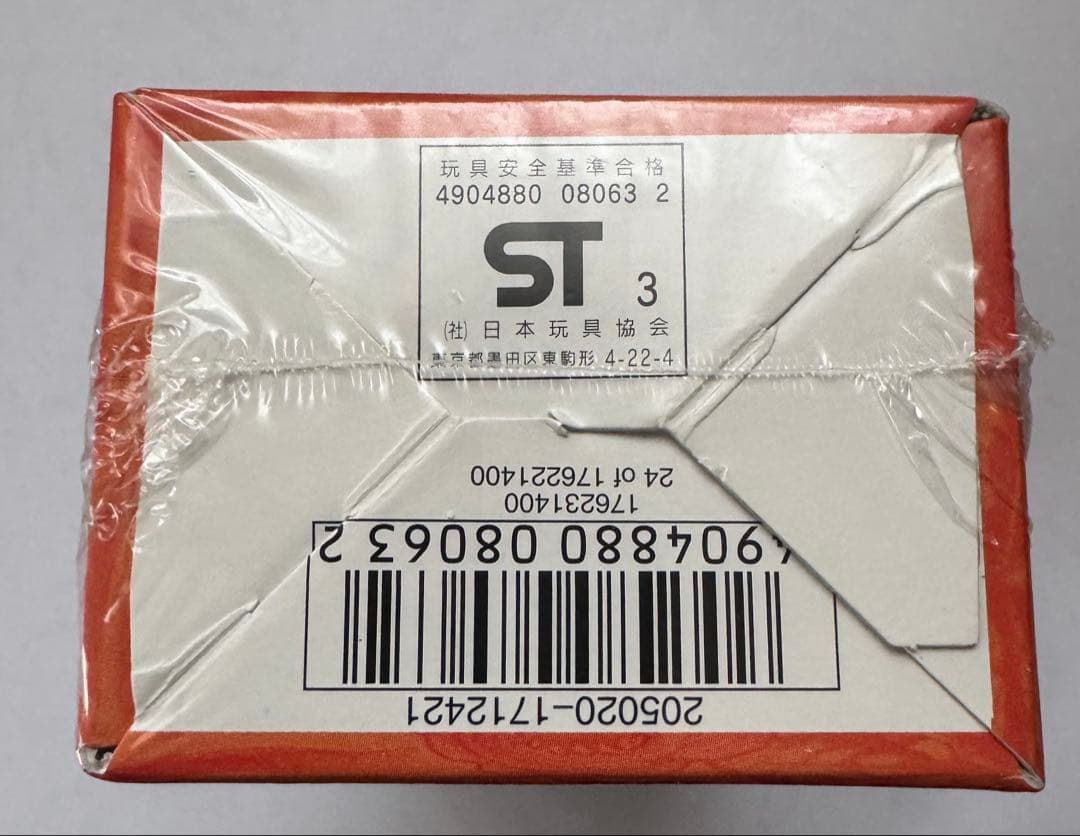 玩具安全基準合格
4904880 08063 2
ST 3
(社)日本玩具協会
東京都墨田区東駒形 4-22-4
205020-1712421
4904880 08063 2
176231400
24 of 176221400